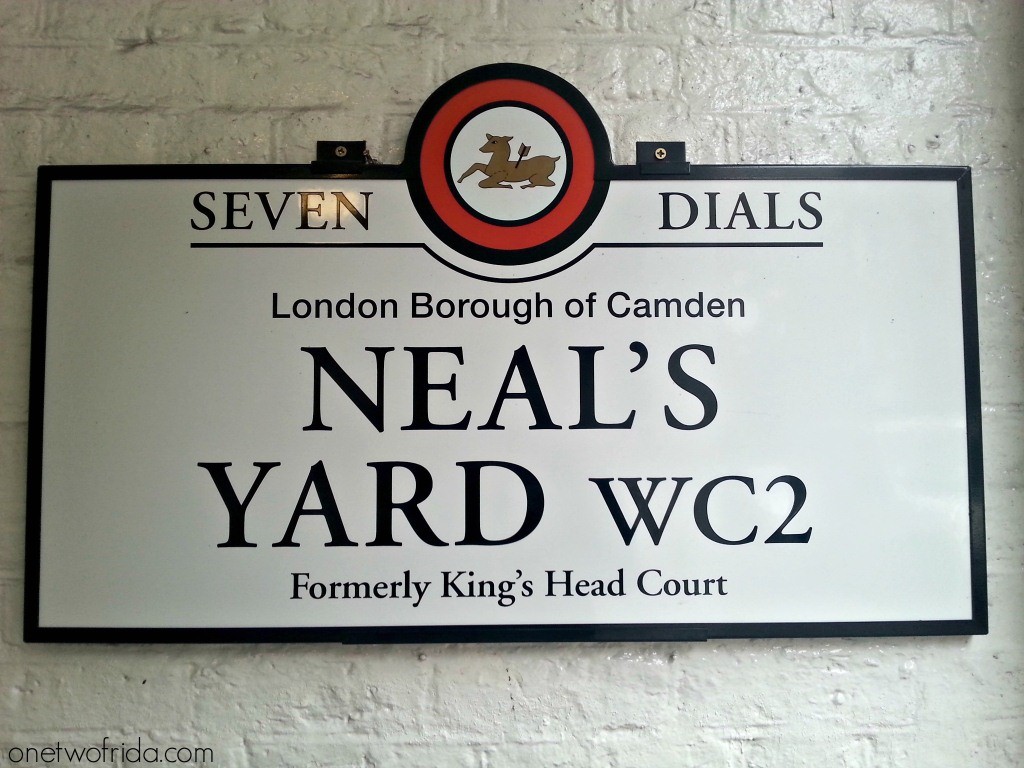 SEVEN DIALS
London Borough of Camden
NEAL'S
YARD WC2
Formerly King's Head Court
onetwofrida.com